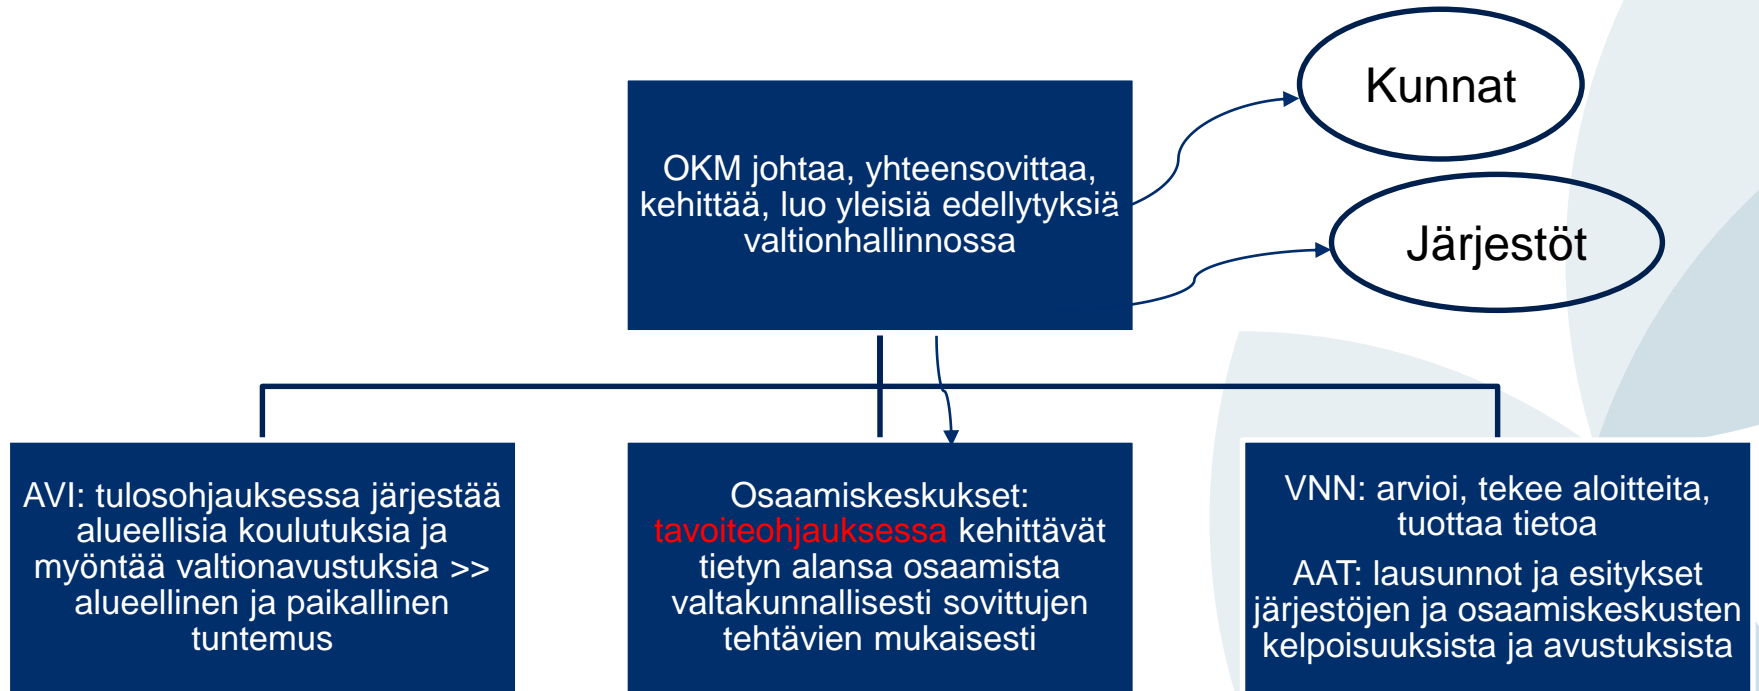 Kunnat
OKM johtaa, yhteensovittaa,
kehittää, luo yleisiä edellytyksiä
valtionhallinnossa
Järjestöt
AVI: tulosohjauksessa järjestää
alueellisia koulutuksia ja
myöntää valtionavustuksia >>
alueellinen ja paikallinen
tuntemus
Osaamiskeskukset:
tavoiteohjauksessa kehittävät
tietyn alansa osaamista
valtakunnallisesti sovittujen
tehtävien mukaisesti
VNN: arvioi, tekee aloitteita,
tuottaa tietoa
AAT: lausunnot ja esitykset
järjestöjen ja osaamiskeskusten
kelpoisuuksista ja avustuksista